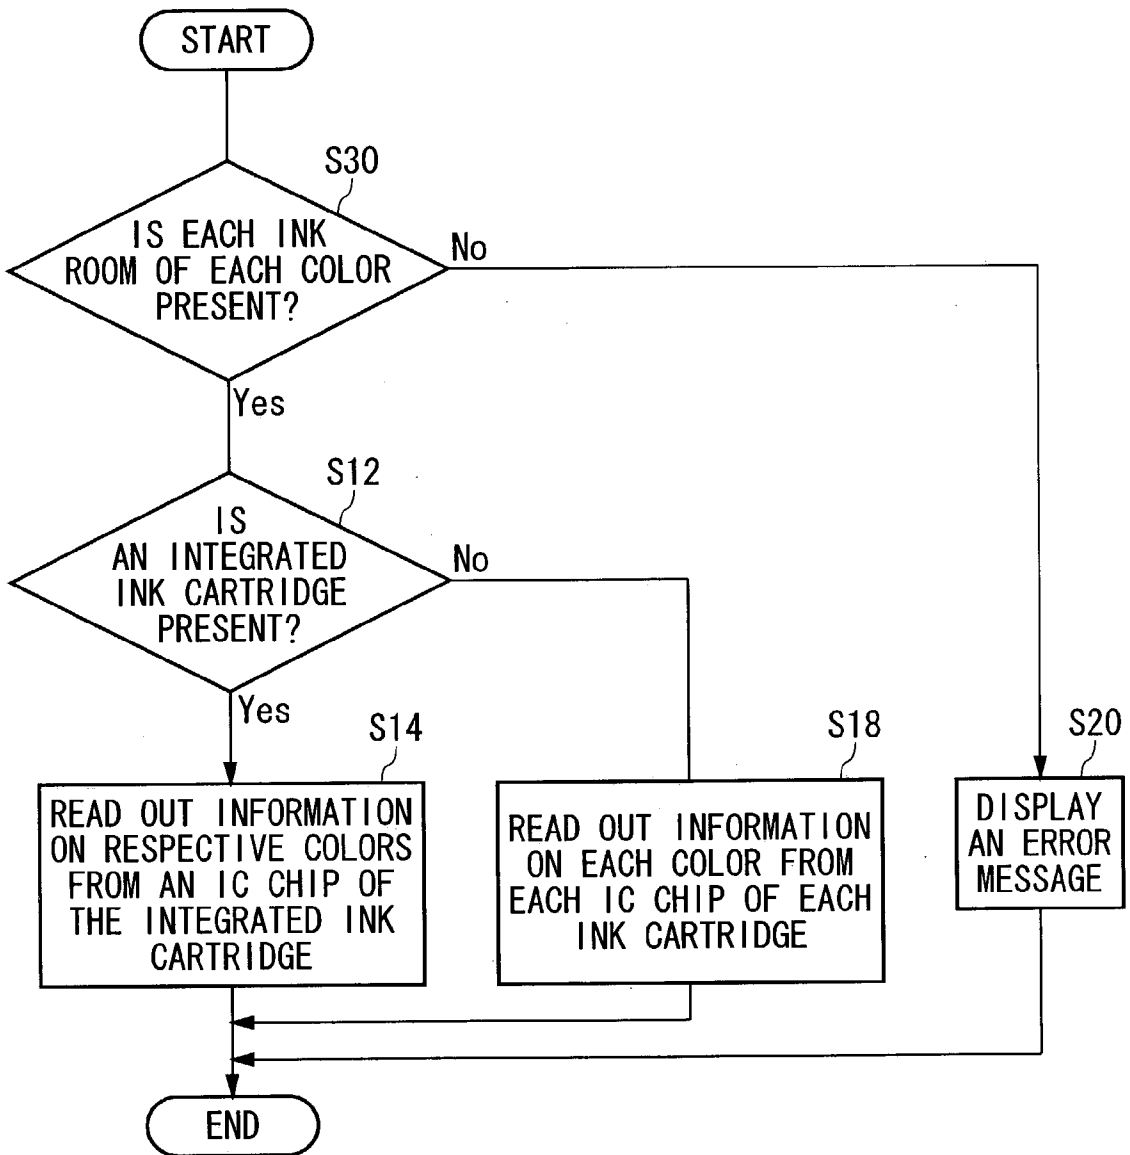 START
S30
IS EACH INK
ROOM OF EACH COLOR
PRESENT?
No
Yes
S12
IS
AN INTEGRATED
INK CARTRIDGE
PRESENT?
No
Yes
S14
READ OUT INFORMATION
ON RESPECTIVE COLORS
FROM AN IC CHIP OF
THE INTEGRATED INK
CARTRIDGE
S18
READ OUT INFORMATION
ON EACH COLOR FROM
EACH IC CHIP OF EACH
INK CARTRIDGE
S20
DISPLAY
AN ERROR
MESSAGE
END